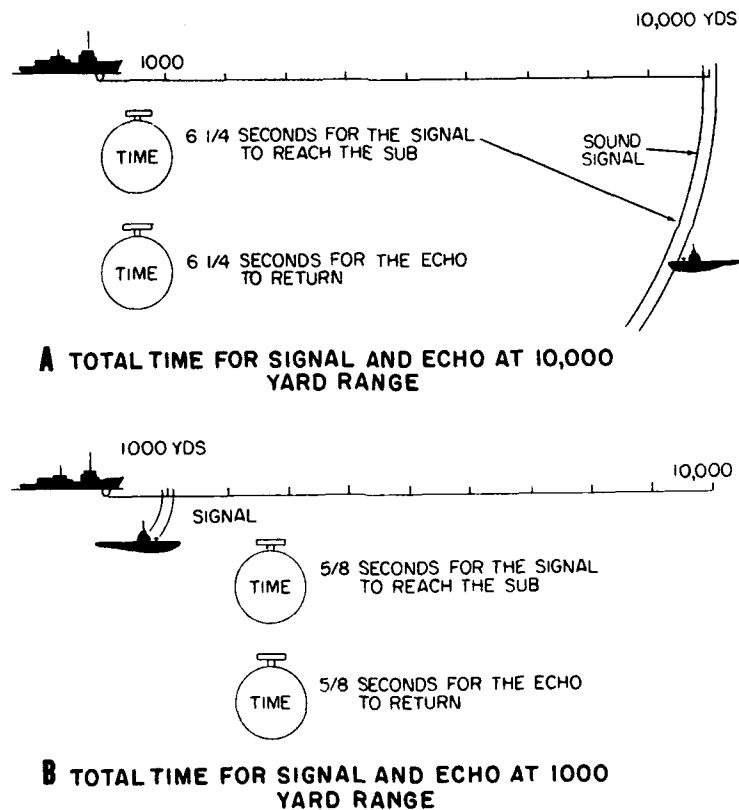 10,000 YDS
1000
TIME
6 1/4 SECONDS FOR THE SIGNAL
TO REACH THE SUB
SOUND
SIGNAL
TIME
6 1/4 SECONDS FOR THE ECHO
TO RETURN
A TOTAL TIME FOR SIGNAL AND ECHO AT 10,000
YARD RANGE
1000 YDS
10,000
SIGNAL
TIME
5/8 SECONDS FOR THE SIGNAL
TO REACH THE SUB
TIME
5/8 SECONDS FOR THE ECHO
TO RETURN
B TOTAL TIME FOR SIGNAL AND ECHO AT 1000
YARD RANGE